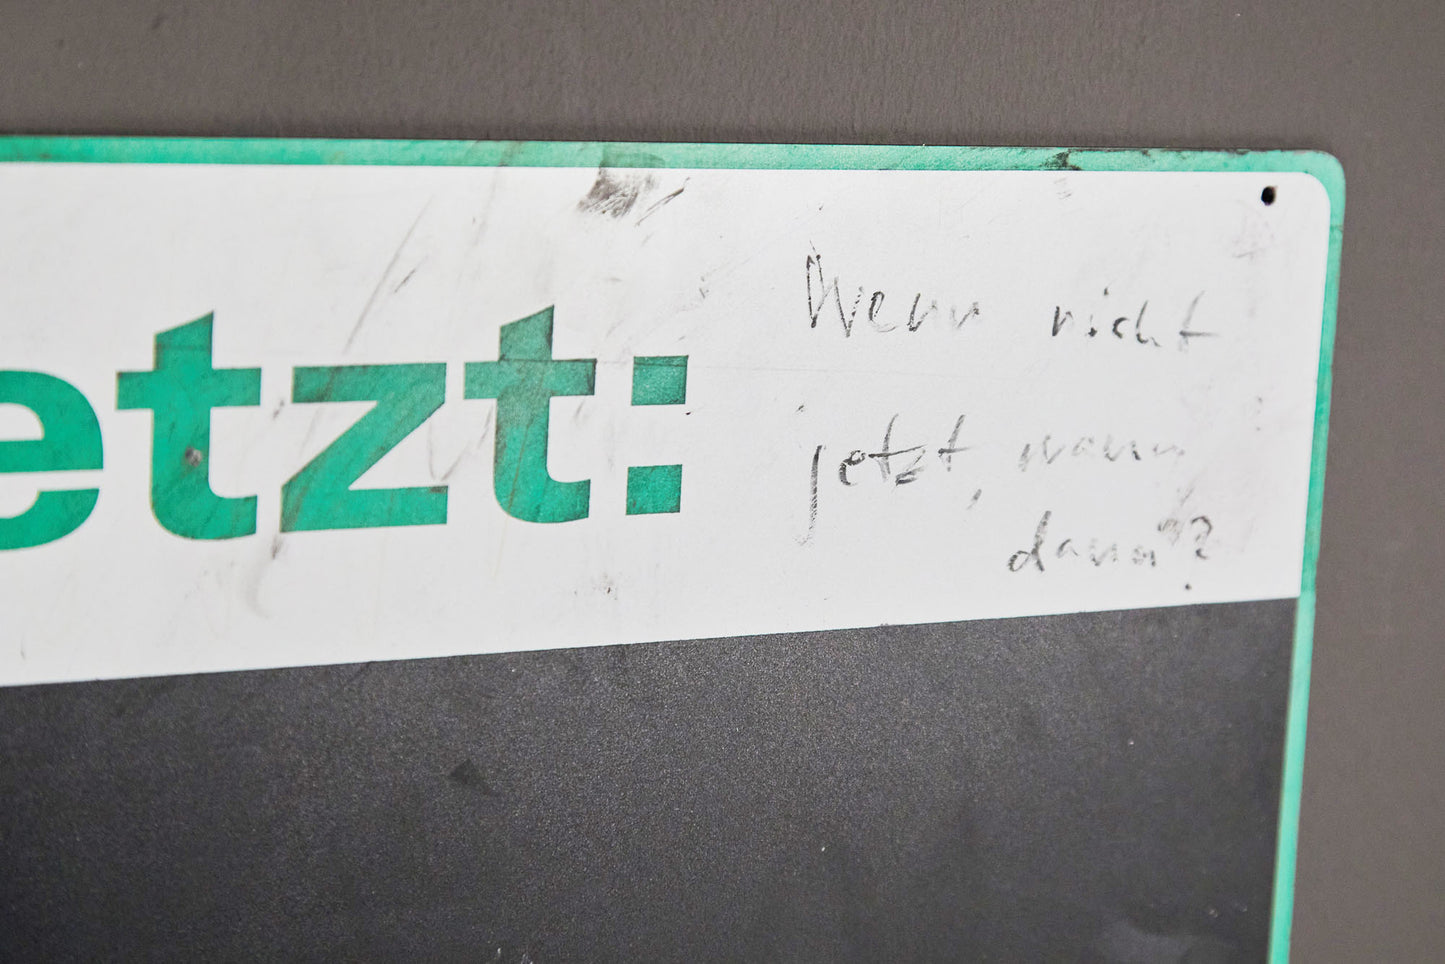 etzt:
Wenn nicht
jetzt, wann
dann?